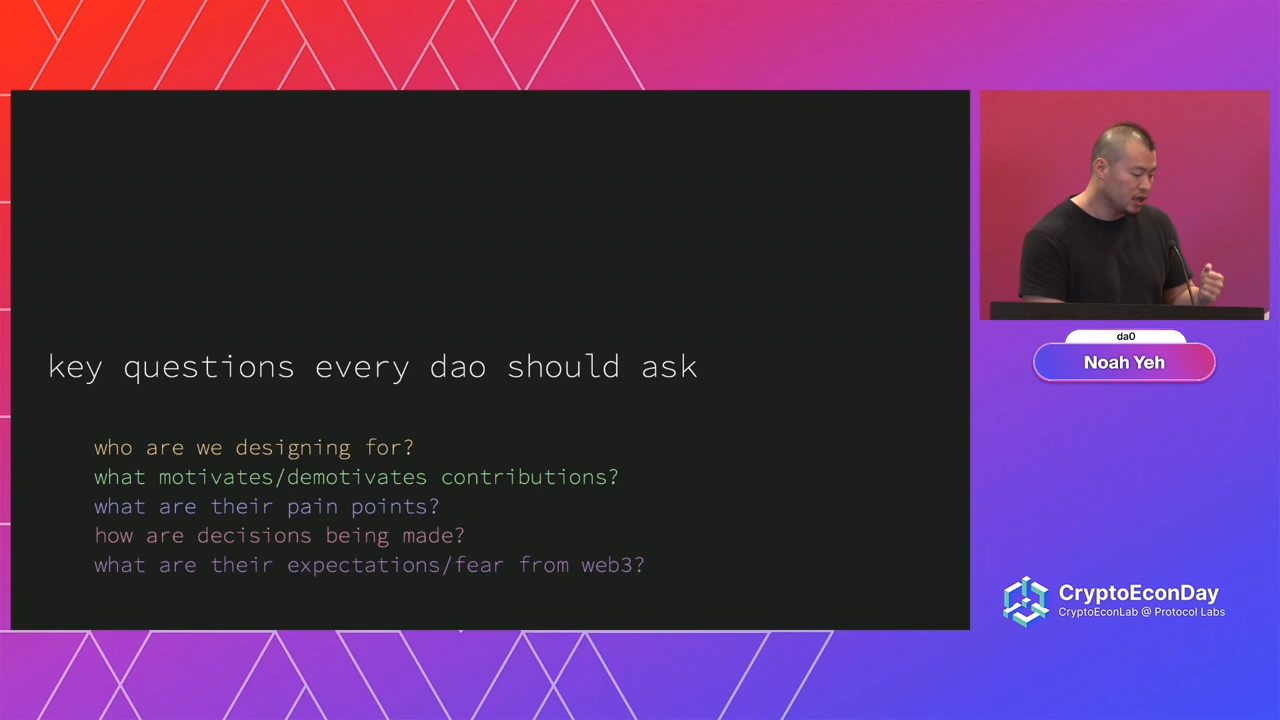 key questions every dao should ask
who are we designing for?
what motivates/demotivates contributions?
what are their pain points?
how are decisions being made?
what are their expectations/fear from web3?
da0
Noah Yeh
CryptoEconDay
CryptoEconLab @ Protocol Labs